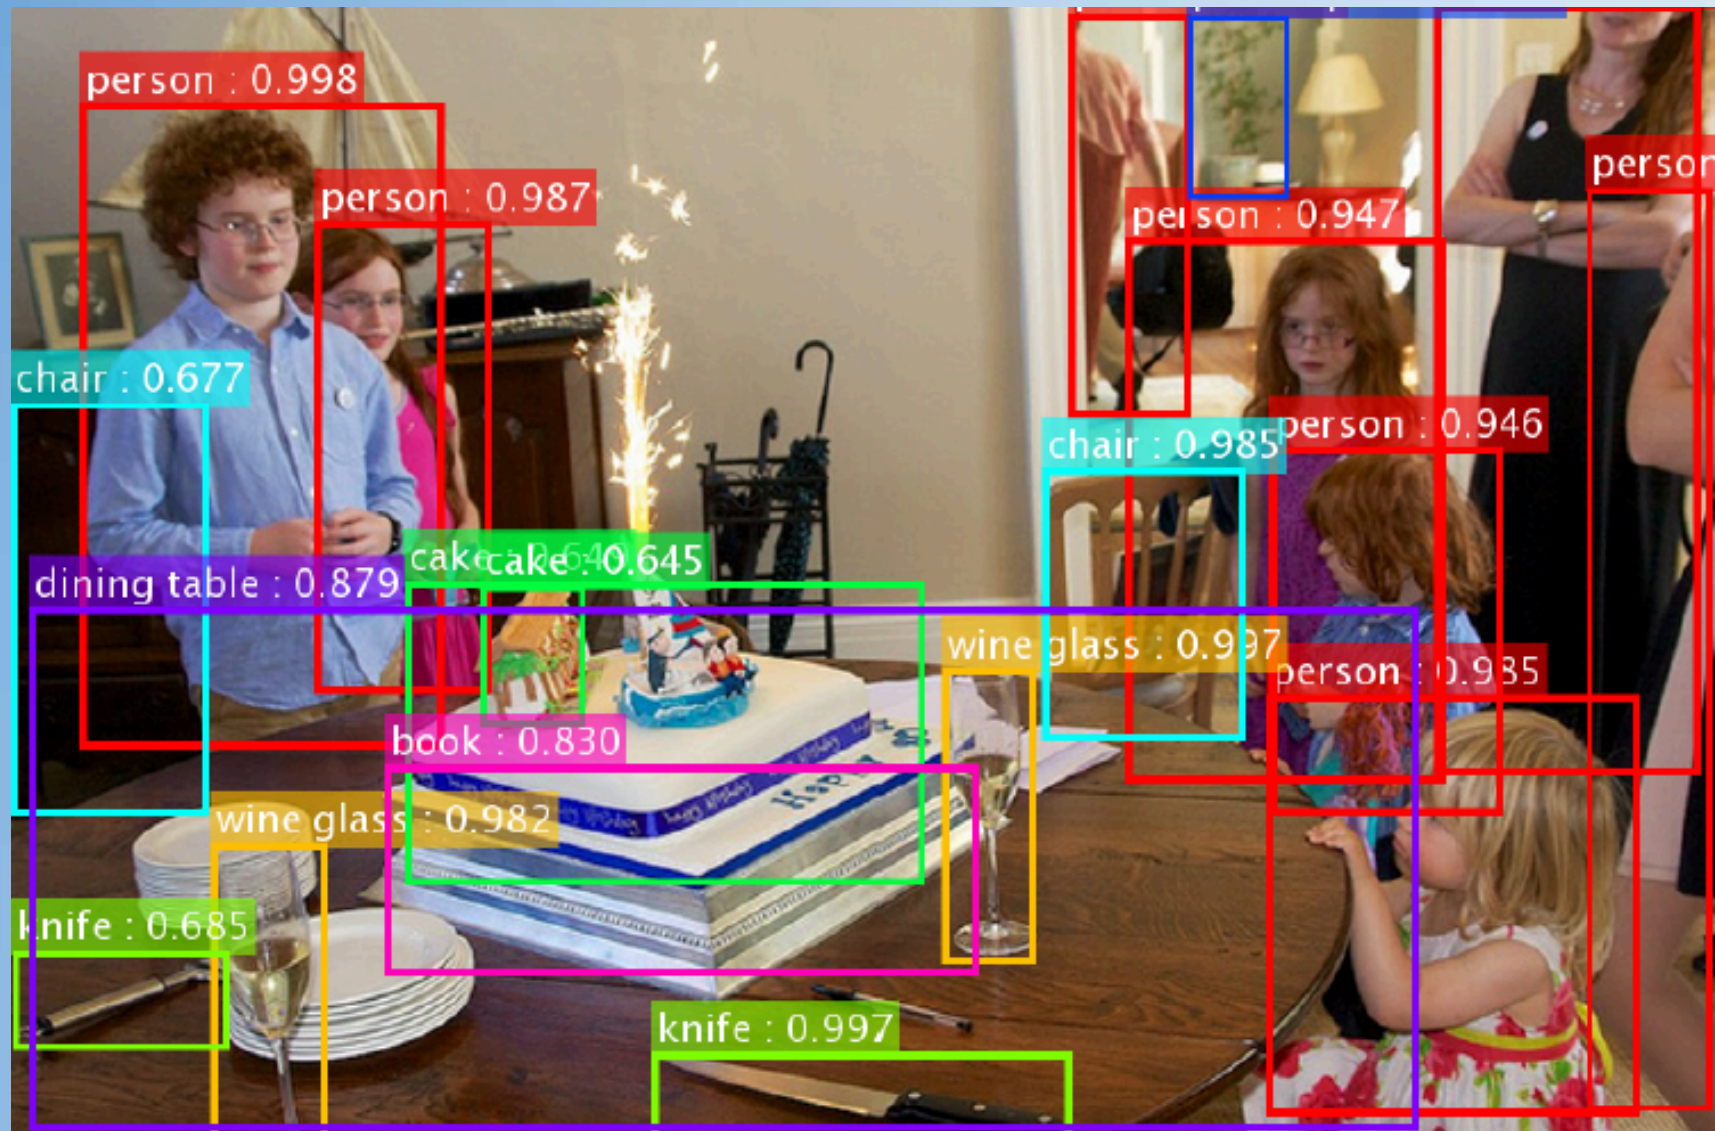 person : 0.998
person : 0.987
person
person : 0.947
chair : 0.677
person : 0.946
chair : 0.985
cake
cake : 0.645
dining table : 0.879
wine glass : 0.997
person : 0.985
book : 0.830
Happy
wine glass : 0.982
knife : 0.685
knife : 0.997